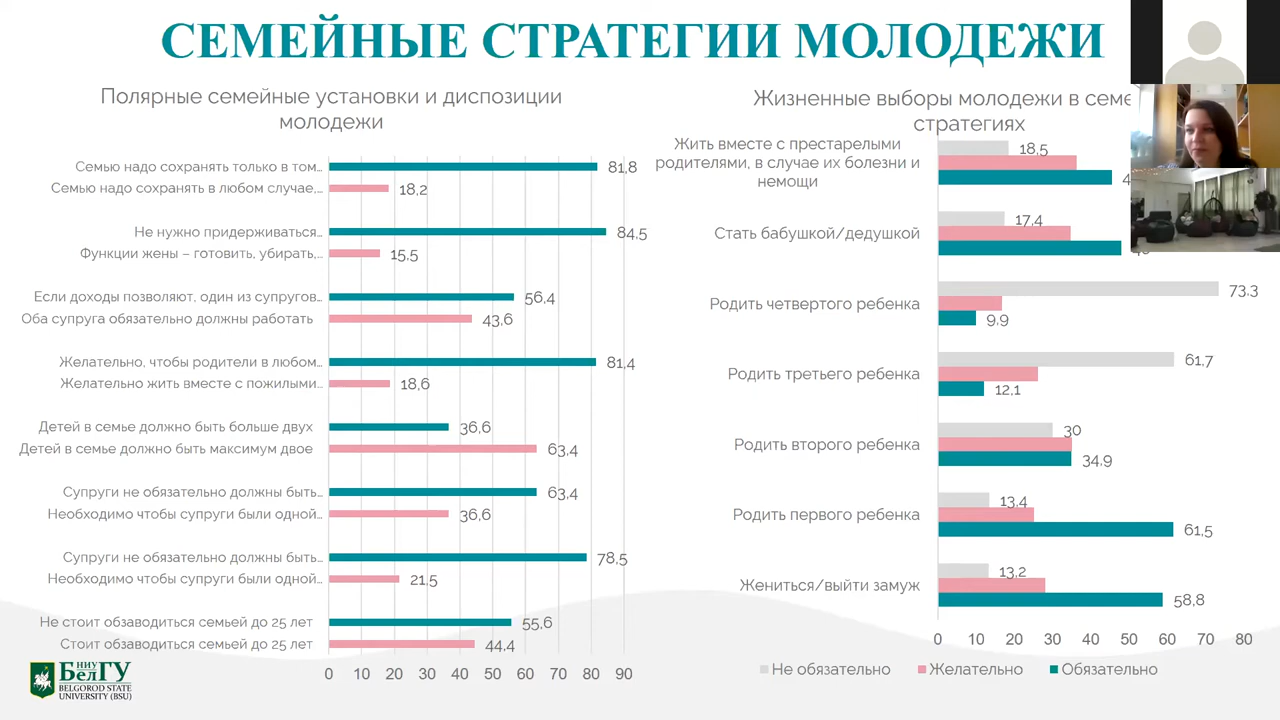 СЕМЕЙНЫЕ СТРАТЕГИИ МОЛОДЕЖИ
Полярные семейные установки и диспозиции
молодежи
Семью надо сохранять только в том...
81,8
Семью надо сохранять в любом случае,...
18,2
Не нужно придерживаться...
84,5
Функции жены – готовить, убирать,...
15,5
Если доходы позволяют, один из супругов...
56,4
Оба супруга обязательно должны работать
43,6
Желательно, чтобы родители в любом...
81,4
Желательно жить вместе с пожилыми...
18,6
Детей в семье должно быть больше двух
36,6
Детей в семье должно быть максимум двое
63,4
Супруги не обязательно должны быть...
63,4
Необходимо чтобы супруги были одной...
36,6
Супруги не обязательно должны быть...
78,5
Необходимо чтобы супруги были одной...
21,5
Не стоит обзаводиться семьей до 25 лет
55,6
Стоит обзаводиться семьей до 25 лет
44,4
0 10 20 30 40 50 60 70 80 90
НИУ
БелГУ
BELGOROD STATE
UNIVERSITY (BSU)
Жизненные выборы молодежи в семе
стратегиях
Жить вместе с престарелыми
родителями, в случае их болезни и
немощи
18,5
Стать бабушкой/дедушкой
17,4
Родить четвертого ребенка
73,3
9,9
Родить третьего ребенка
61,7
12,1
Родить второго ребенка
30
34,9
Родить первого ребенка
13,4
61,5
Жениться/выйти замуж
13,2
58,8
0 10 20 30 40 50 60 70 80
Не обязательно Желательно Обязательно